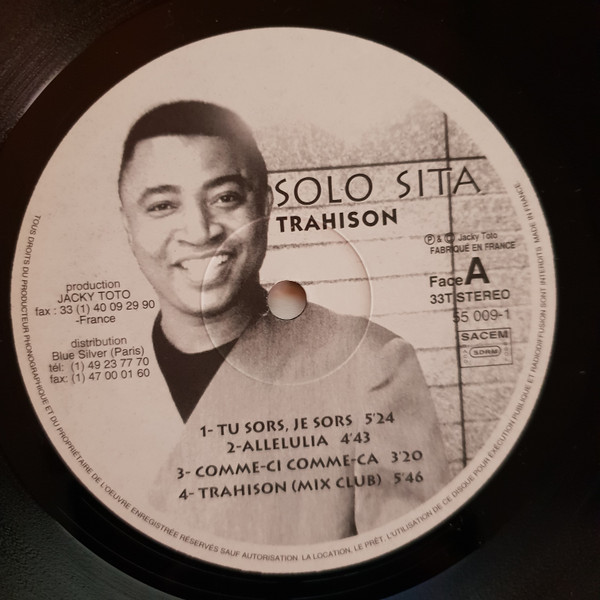 SOLO SITA
TRAHISON
℗ & © Jacky Toto
FABRIQUÉ EN FRANCE
Face A
33T STEREO
55 009-1
SACEM
SDRM
production
JACKY TOTO
fax : 33 (1) 40 09 29 90
-France
distribution
Blue Silver (Paris)
tél: (1) 49 23 77 70
fax: (1) 47 00 01 60
1- TU SORS, JE SORS 5'24
2-ALLELULIA 4'43
3- COMME-CI COMME-CA 3'20
4- TRAHISON (MIX CLUB) 5'46
TOUS DROITS DU PRODUCTEUR PHONOGRAPHIQUE ET DU PROPRIÉTAIRE DE L'OEUVRE ENREGISTRÉE RÉSERVÉS SAUF AUTORISATION. LA LOCATION, LE PRÊT, L'UTILISATION DE CE DISQUE POUR EXÉCUTION PUBLIQUE ET RADIODIFFUSION SONT INTERDITS. MADE IN FRANCE